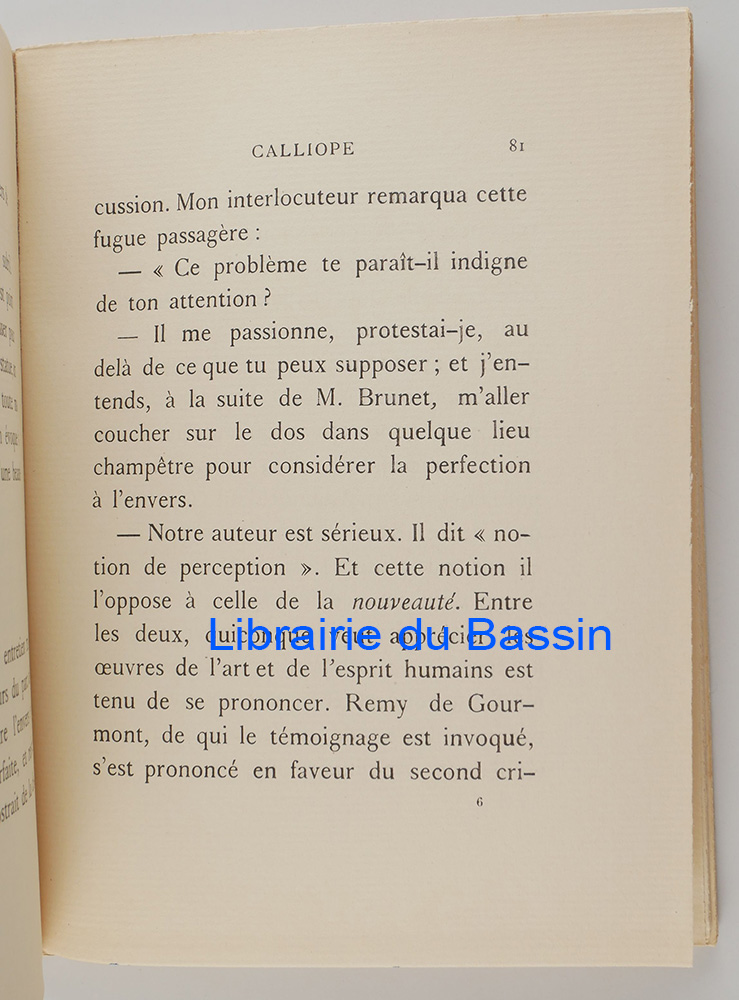 CALLIOPE 81
cussion. Mon interlocuteur remarqua cette
fugue passagère :
— « Ce problème te paraît-il indigne
de ton attention ?
— Il me passionne, protestai-je, au
delà de ce que tu peux supposer ; et j'en-
tends, à la suite de M. Brunet, m'aller
coucher sur le dos dans quelque lieu
champêtre pour considérer la perfection
à l'envers.
— Notre auteur est sérieux. Il dit « no-
tion de perception ». Et cette notion il
l'oppose à celle de la nouveauté. Entre
les deux, quiconque veut apprécier les
Librairie du Bassin
œuvres de l'art et de l'esprit humains est
tenu de se prononcer. Remy de Gour-
mont, de qui le témoignage est invoqué,
s'est prononcé en faveur du second cri-
6